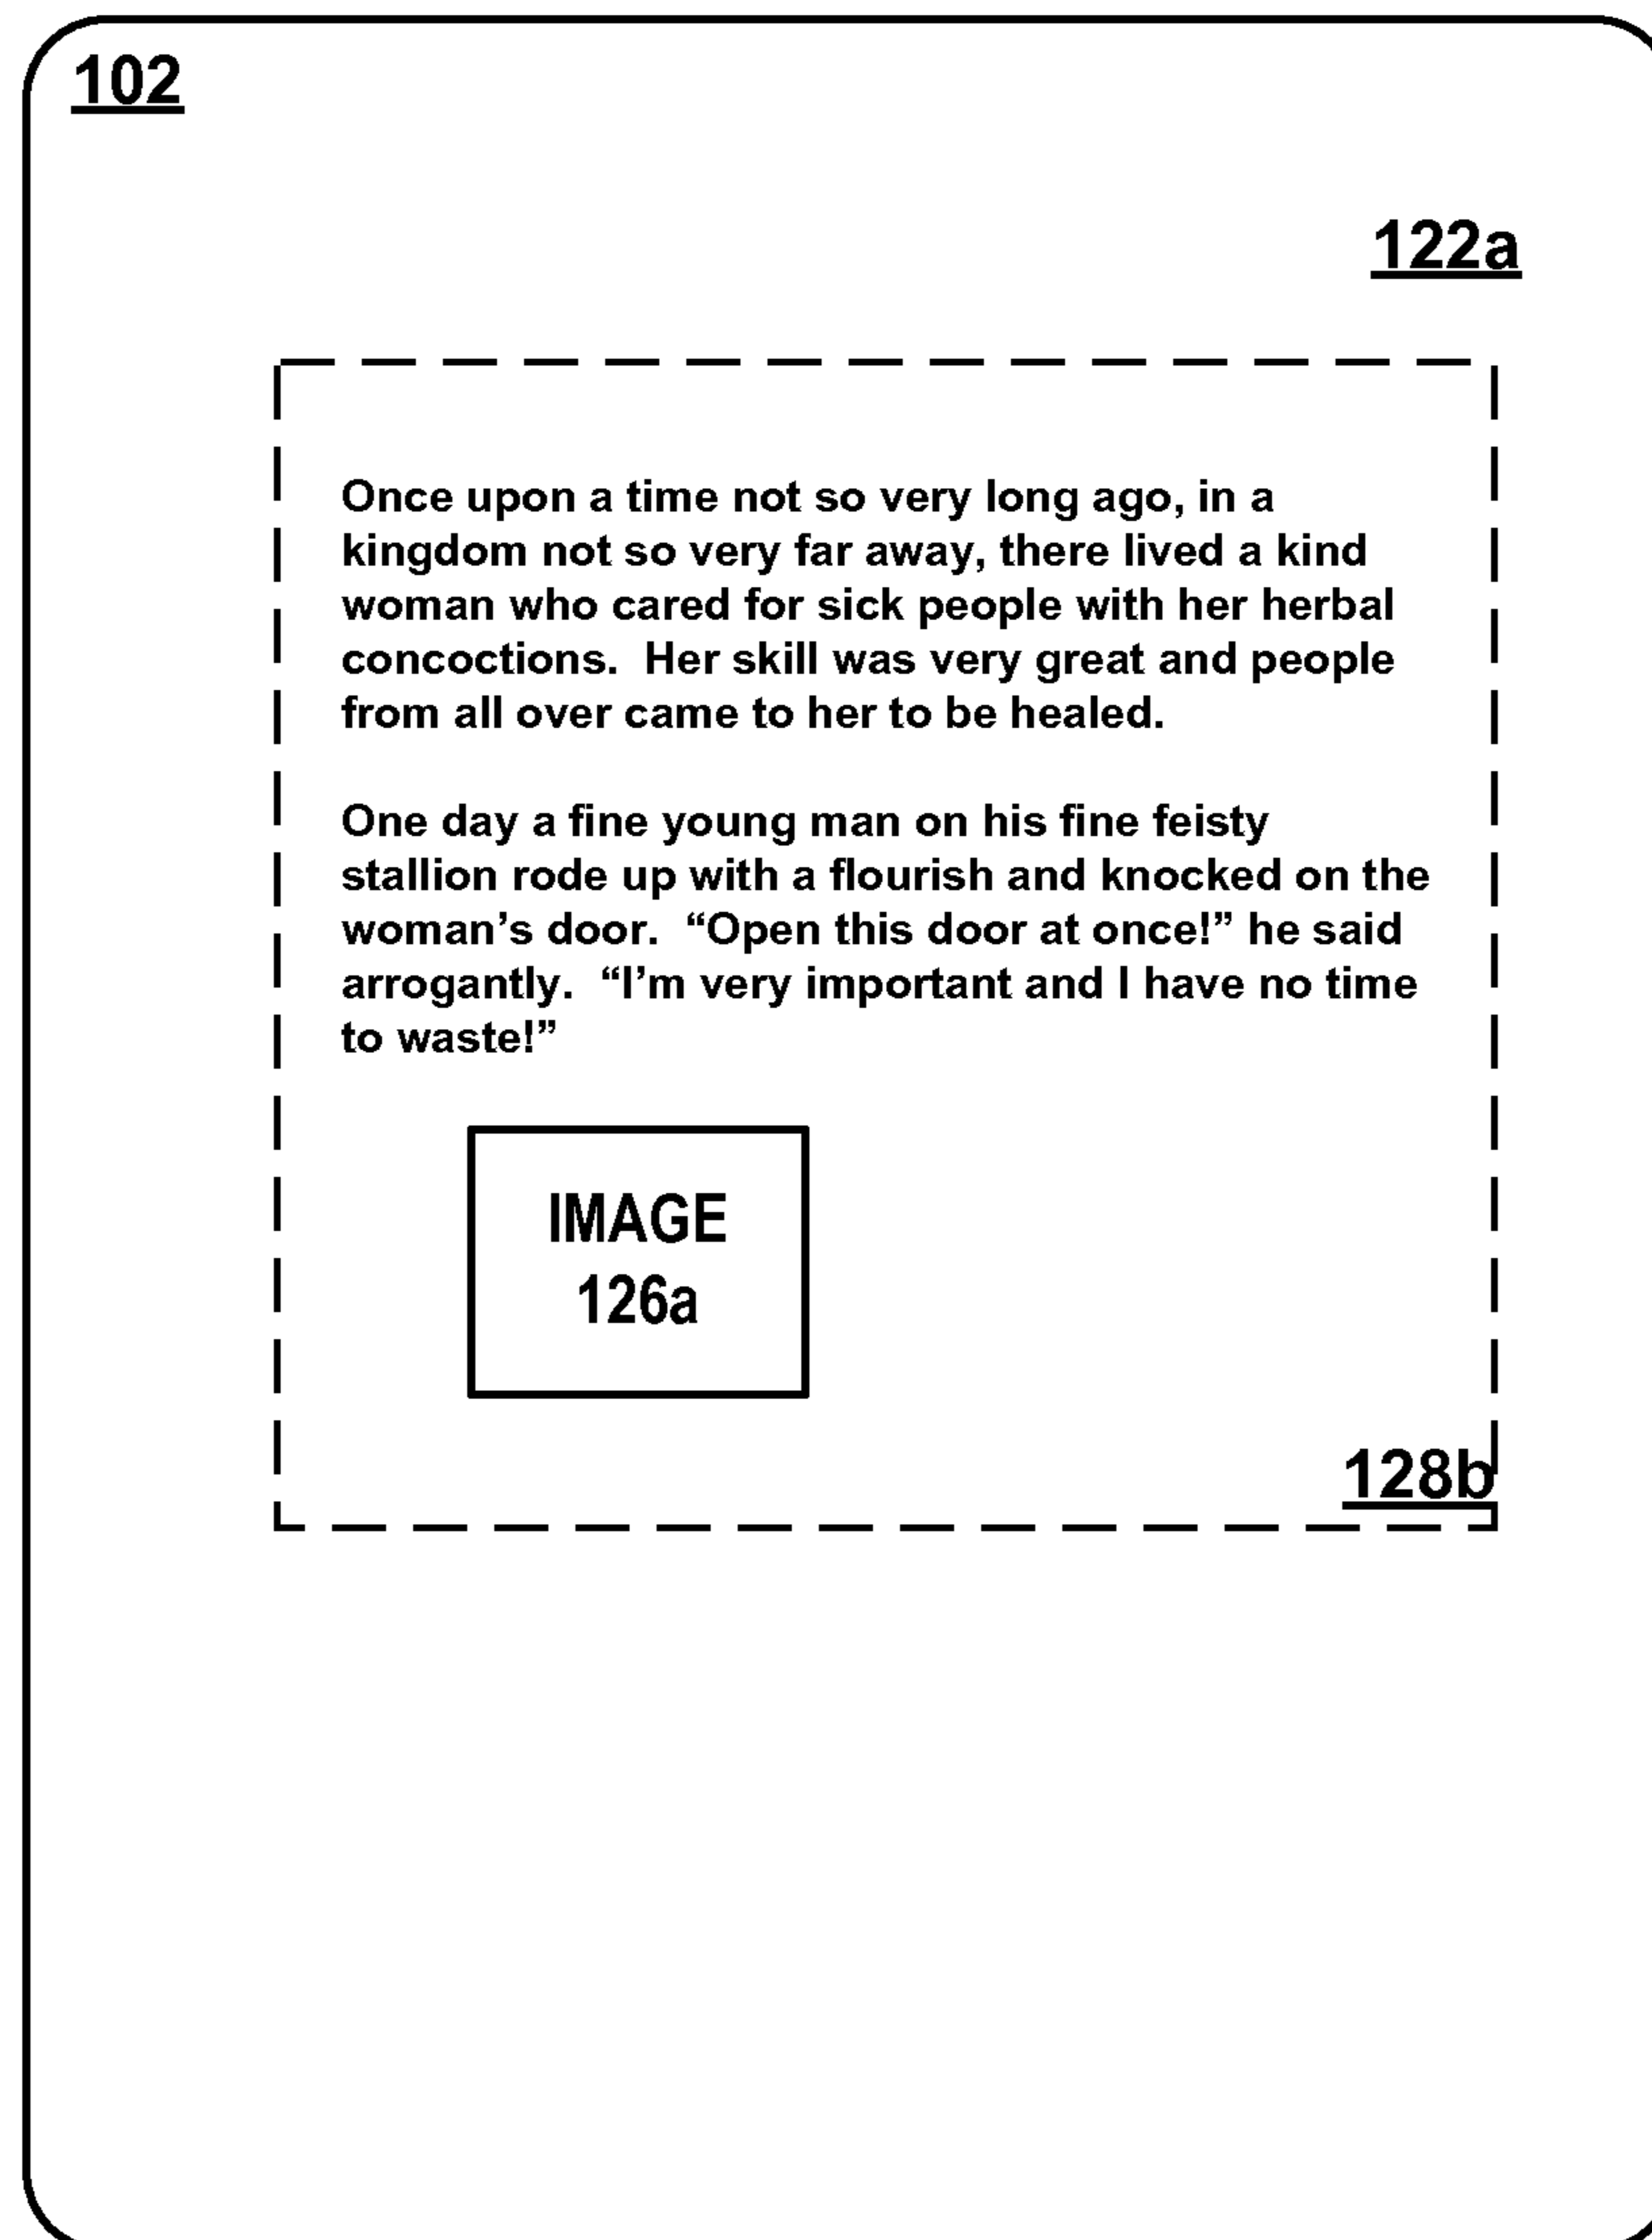 102
122a
Once upon a time not so very long ago, in a
kingdom not so very far away, there lived a kind
woman who cared for sick people with her herbal
concoctions.  Her skill was very great and people
from all over came to her to be healed.
One day a fine young man on his fine feisty
stallion rode up with a flourish and knocked on the
woman’s door.  “Open this door at once!” he said
arrogantly.  “I’m very important and I have no time
to waste!”
IMAGE
126a
128b